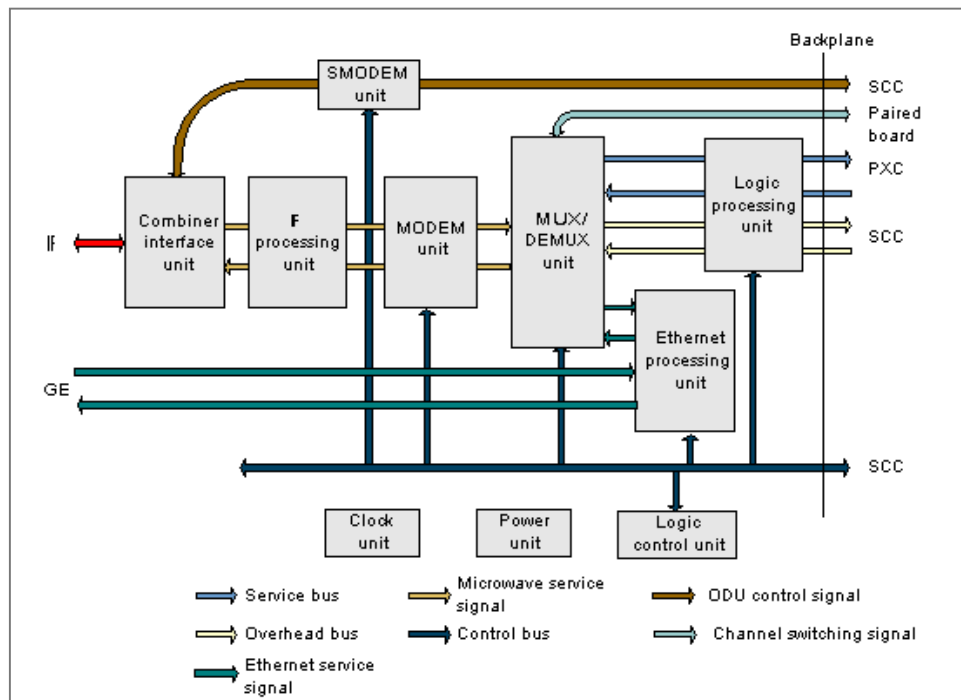 Backplane
SMODEM
unit
SCC
Paired
board
PXC
Combiner
interface
unit
IF
processing
unit
MODEM
unit
MUX/
DEMUX
unit
Logic
processing
unit
IF
SCC
Ethernet
processing
unit
GE
SCC
Clock
unit
Power
unit
Logic
control unit
Service bus
Microwave service
signal
ODU control signal
Overhead bus
Control bus
Channel switching signal
Ethernet service
signal